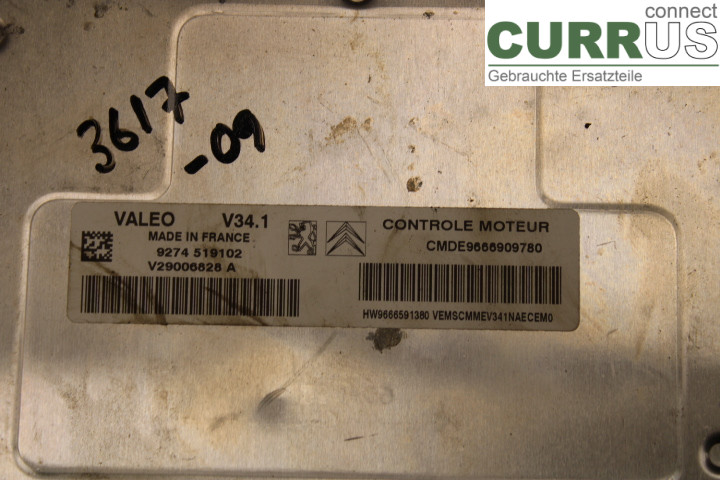 connect
CURRUS
Gebrauchte Ersatzteile
3617
-09
VALEO V34.1
MADE IN FRANCE
9274 519102
V29006828 A
CONTROLE MOTEUR
CMDE9666909780
HW9666591380 VEMSCMMEV341NAECEM0